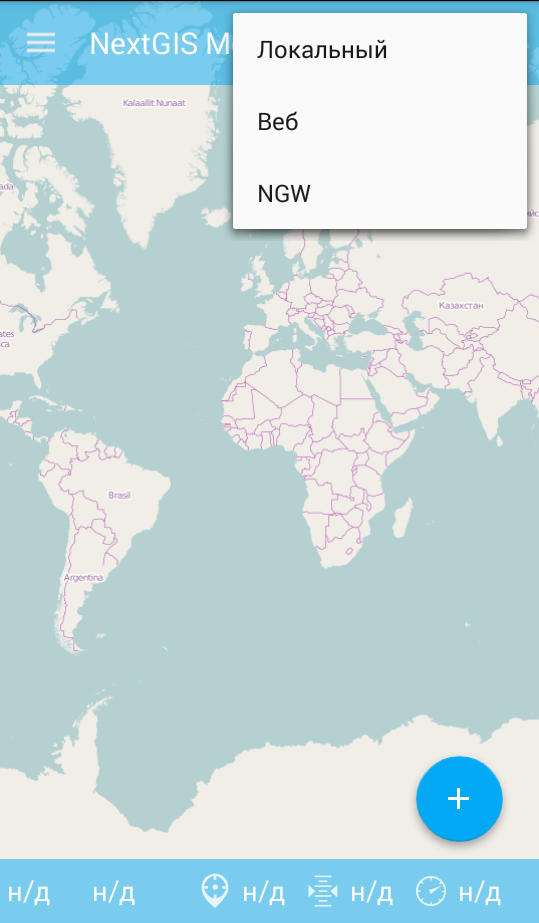 NextGIS M
Локальный
Веб
NGW
Kalaallit Nunaat
Казахстан
Brasil
Argentina
н/д
н/д
н/д
н/д
н/д